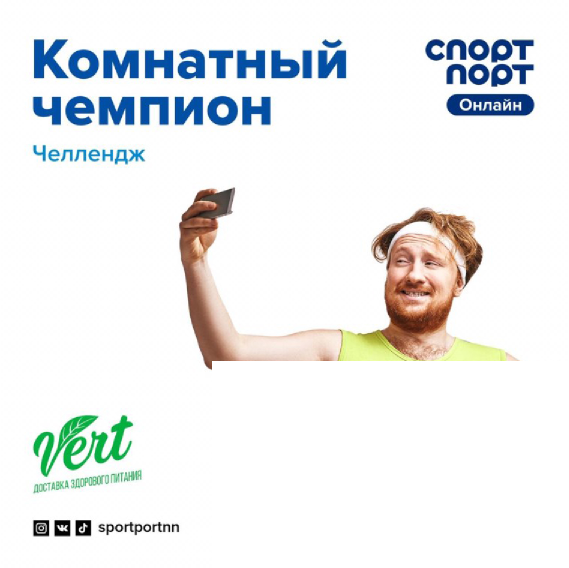 Комнатный
чемпион
Челлендж
спорт
порт
Онлайн
Vert
ДОСТАВКА ЗДОРОВОГО ПИТАНИЯ
sportportnn